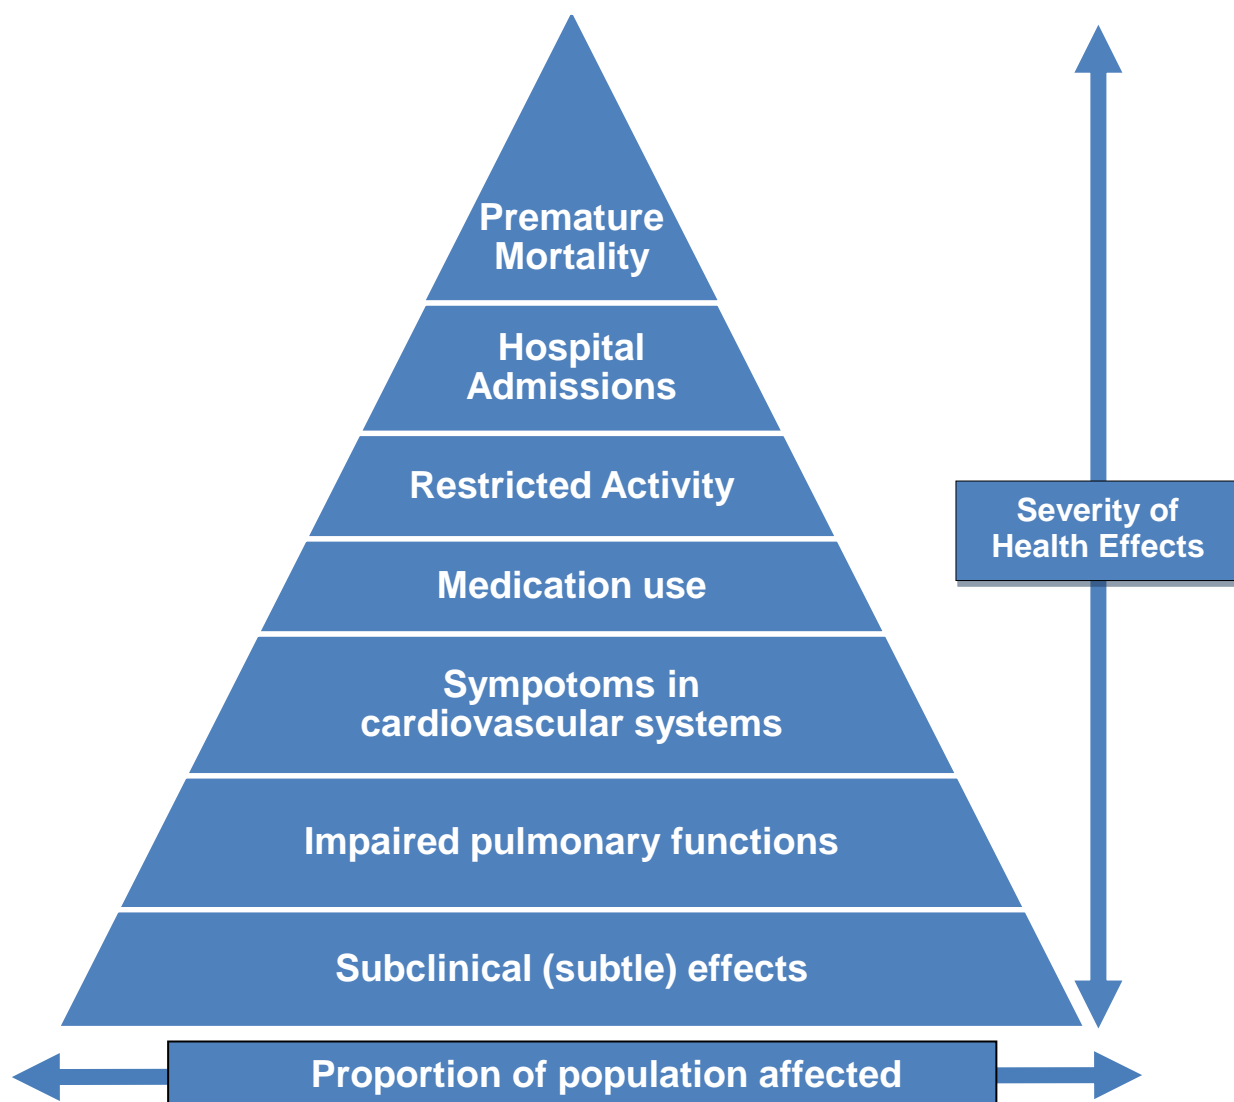 Premature
Mortality
Hospital
Admissions
Restricted Activity
Severity of
Health Effects
Medication use
Sympotoms in
cardiovascular systems
Impaired pulmonary functions
Subclinical (subtle) effects
Proportion of population affected